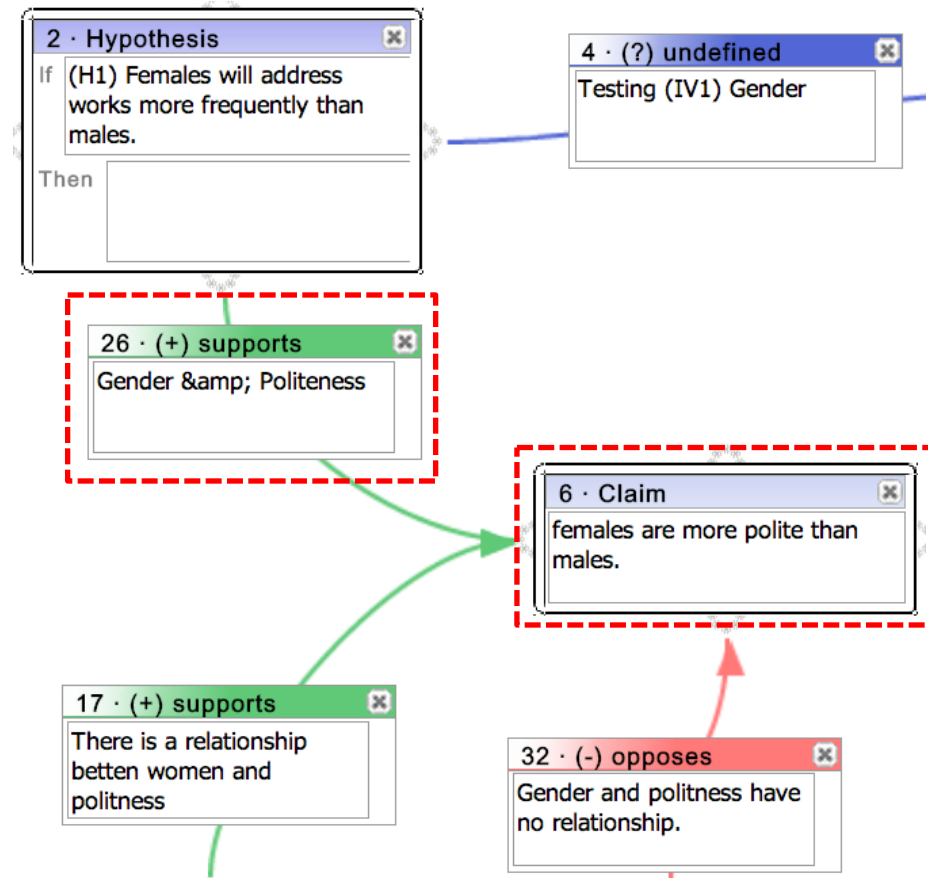 2 · Hypothesis
If (H1) Females will address
works more frequently than
males.
Then
4 · (?) undefined
Testing (IV1) Gender
26 · (+) supports
Gender &amp; Politeness
6 · Claim
females are more polite than
males.
17 · (+) supports
There is a relationship
betten women and
politness
32 · (-) opposes
Gender and politness have
no relationship.